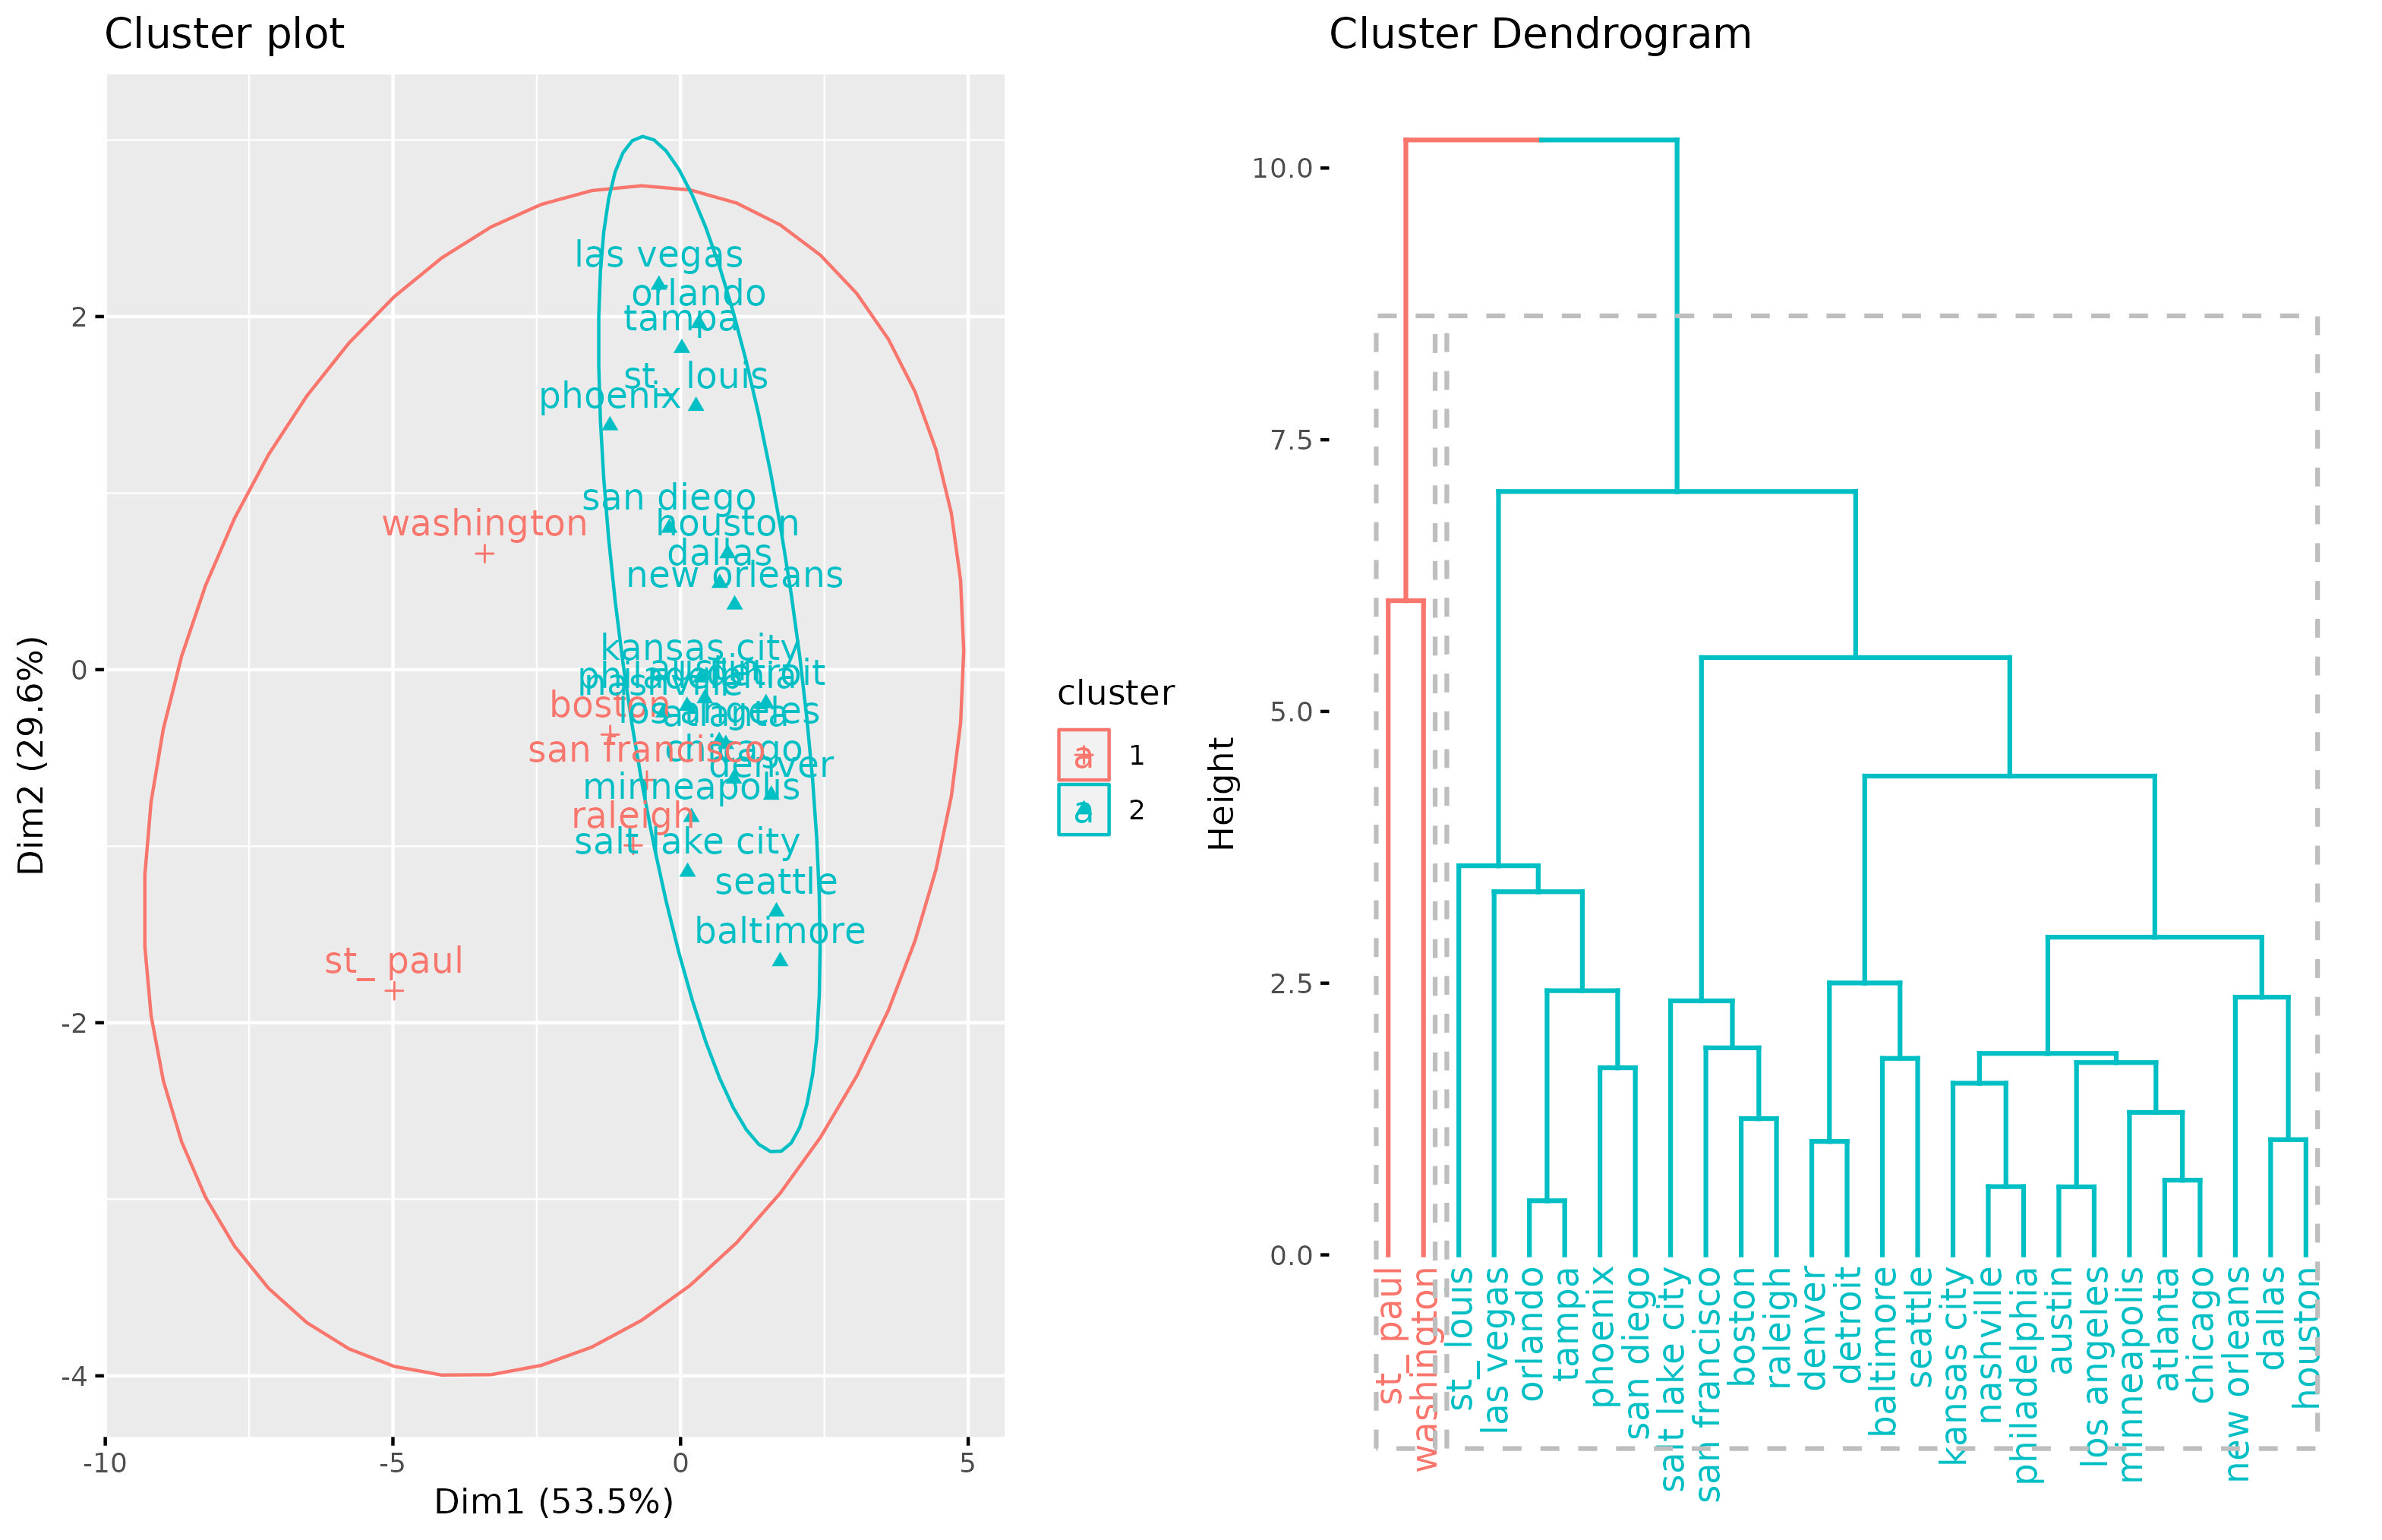 Cluster plot
las vegas
orlando
tampa
st_ louis
phoenix
san diego
washington
houston
dallas
new orleans
kansas city
austin
detroit
philadelphia
nashville
boston
los angeles
atlanta
san francisco
chicago
denver
minneapolis
raleigh
salt lake city
seattle
baltimore
st_ paul
2
0
-2
-4
-10
-5
0
5
Dim1 (53.5%)
Dim2 (29.6%)
cluster
a 1
a 2
Cluster Dendrogram
10.0
7.5
5.0
2.5
0.0
Height
st_ paul
washington
st_ louis
las vegas
orlando
tampa
phoenix
san diego
salt lake city
san francisco
boston
raleigh
denver
detroit
baltimore
seattle
kansas city
nashville
philadelphia
austin
los angeles
minneapolis
atlanta
chicago
new orleans
dallas
houston